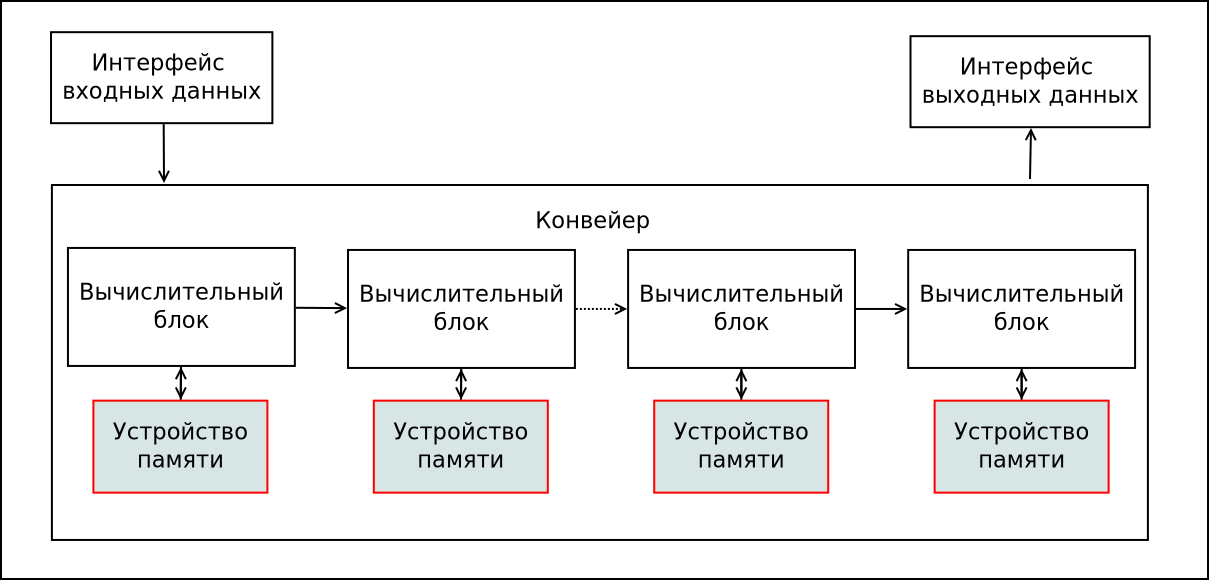 Интерфейс
входных данных
Интерфейс
выходных данных
Конвейер
Вычислительный
блок
Вычислительный
блок
Вычислительный
блок
Вычислительный
блок
Устройство
памяти
Устройство
памяти
Устройство
памяти
Устройство
памяти